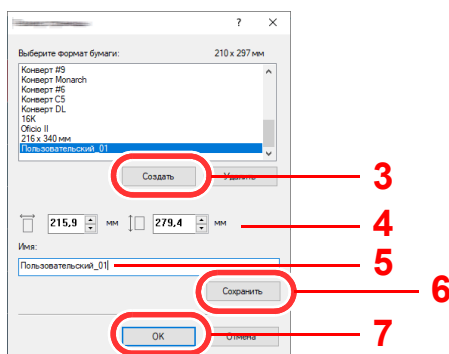 ? ×
Выберите формат бумаги: 210 x 297 мм
Конверт #9
Конверт Monarch
Конверт #6
Конверт C5
Конверт DL
16K
Oficio II
216 x 340 мм
Пользовательский_01
Создать Удалить 3
215,9 мм 279,4 мм 4
Имя:
Пользовательский_01 5
Сохранить 6
OK Отмена 7